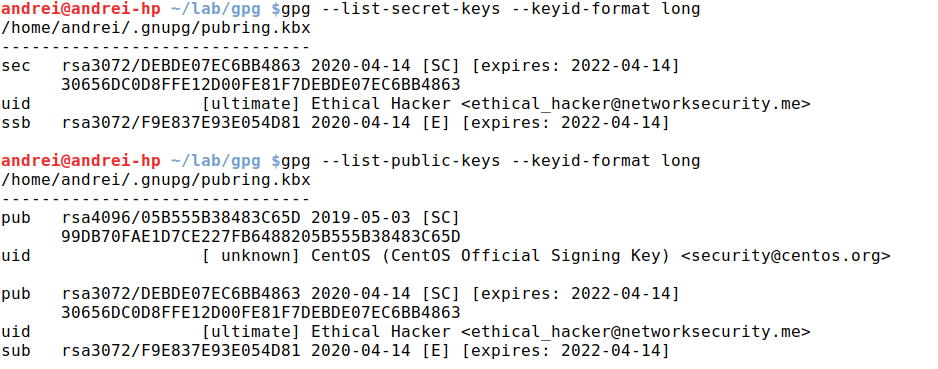 andrei@andrei-hp ~/lab/gpg $gpg --list-secret-keys --keyid-format long
/home/andrei/.gnupg/pubring.kbx
-------------------------------
sec   rsa3072/DEBDE07EC6BB4863 2020-04-14 [SC] [expires: 2022-04-14]
      30656DC0D8FFE12D00FE81F7DEBDE07EC6BB4863
uid                 [ultimate] Ethical Hacker <ethical_hacker@networksecurity.me>
ssb   rsa3072/F9E837E93E054D81 2020-04-14 [E] [expires: 2022-04-14]

andrei@andrei-hp ~/lab/gpg $gpg --list-public-keys --keyid-format long
/home/andrei/.gnupg/pubring.kbx
-------------------------------
pub   rsa4096/05B555B38483C65D 2019-05-03 [SC]
      99DB70FAE1D7CE227FB6488205B555B38483C65D
uid                 [ unknown] CentOS (CentOS Official Signing Key) <security@centos.org>

pub   rsa3072/DEBDE07EC6BB4863 2020-04-14 [SC] [expires: 2022-04-14]
      30656DC0D8FFE12D00FE81F7DEBDE07EC6BB4863
uid                 [ultimate] Ethical Hacker <ethical_hacker@networksecurity.me>
sub   rsa3072/F9E837E93E054D81 2020-04-14 [E] [expires: 2022-04-14]